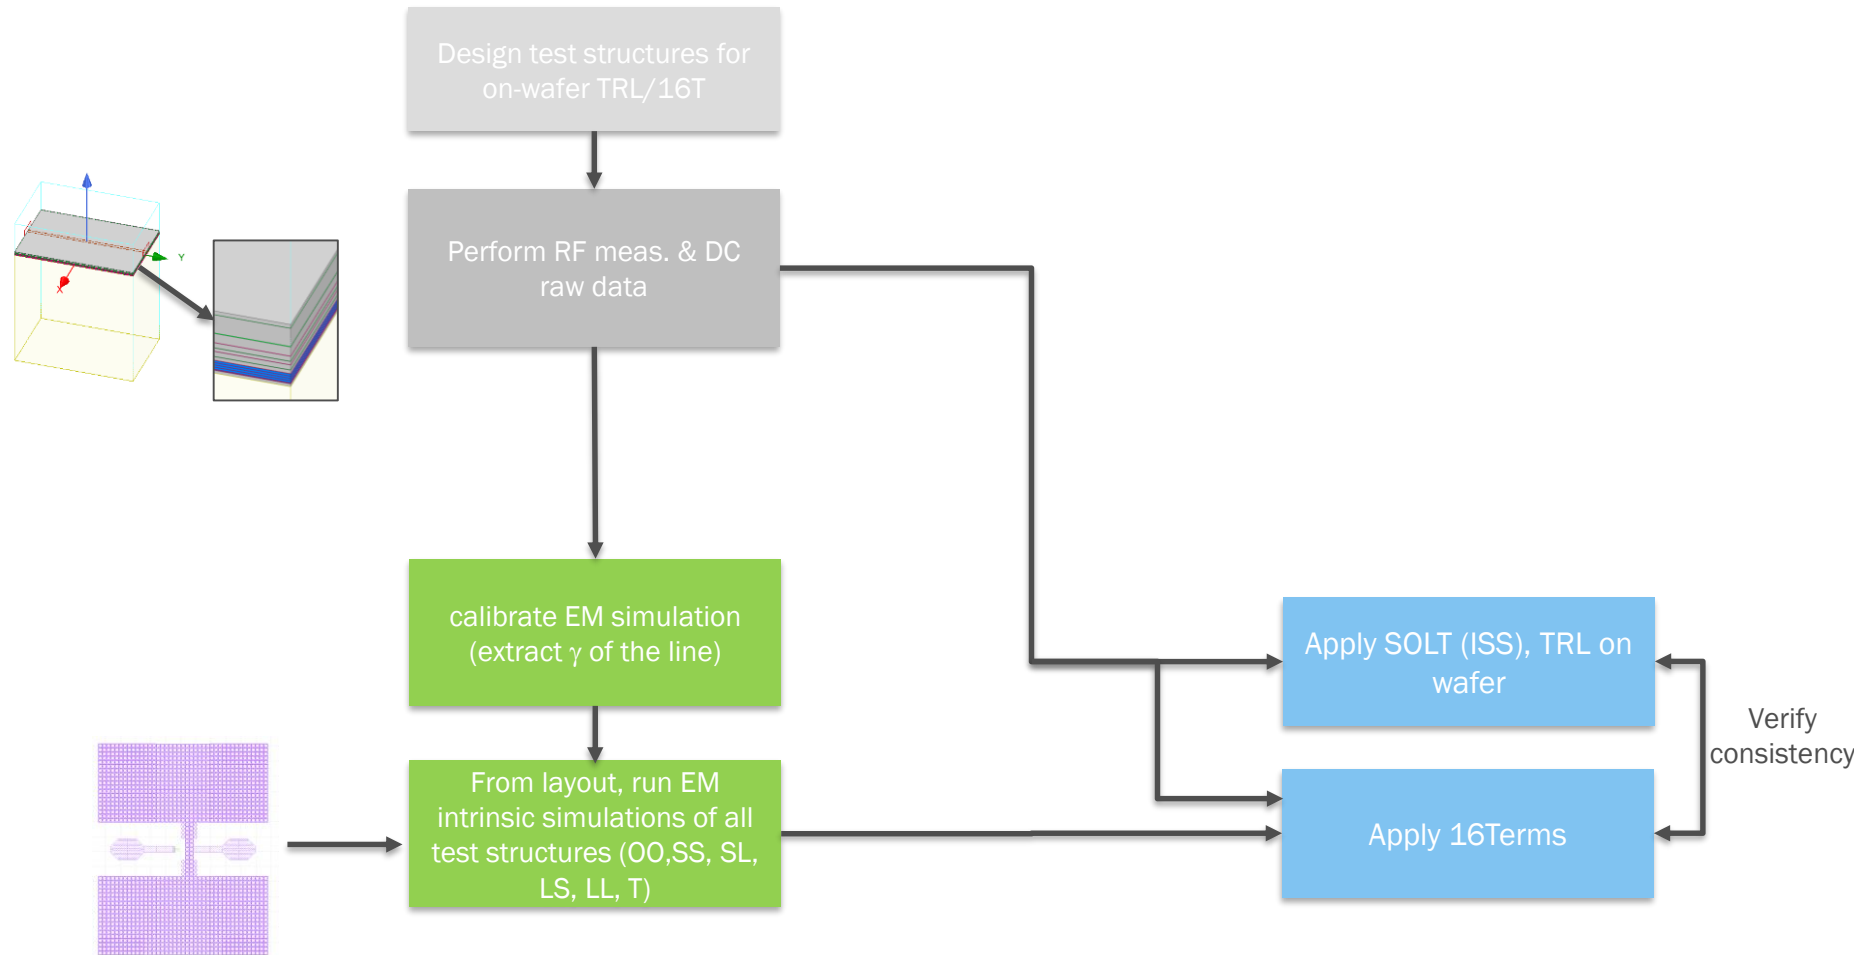 Design test structures for
on-wafer TRL/16T
Perform RF meas. & DC
raw data
Y
X
calibrate EM simulation
(extract γ of the line)
Apply SOLT (ISS), TRL on
wafer
Verify
consistency
From layout, run EM
intrinsic simulations of all
test structures (OO,SS, SL,
LS, LL, T)
Apply 16Terms